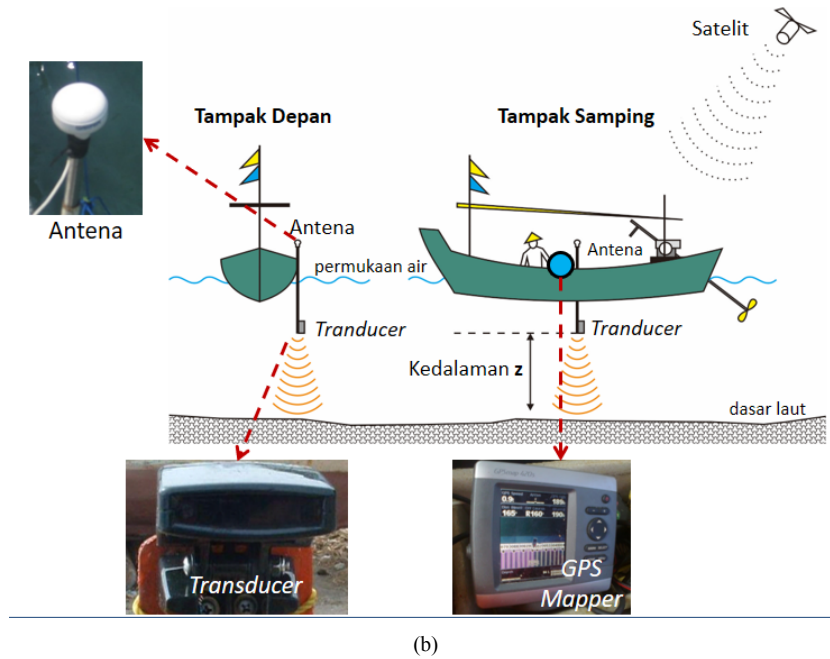 Satelit
Tampak Depan
Tampak Samping
Antena
Antena
Antena
permukaan air
Tranducer
Tranducer
Kedalaman z
dasar laut
Transducer
GPS
Mapper
(b)